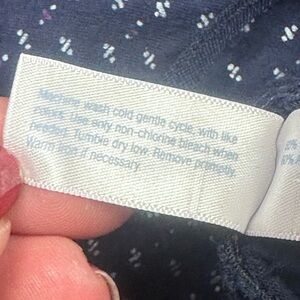 Machine wash cold gentle cycle, with like
colors. Use only non-chlorine bleach when
needed. Tumble dry low. Remove promptly.
Warm iron if necessary.